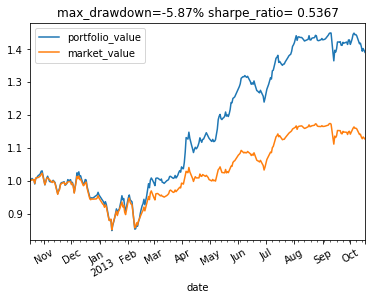 max_drawdown=-5.87% sharpe_ratio= 0.5367
portfolio_value
market_value
1.4
1.3
1.2
1.1
1.0
0.9
Nov
Dec
Jan
2013
Feb
Mar
Apr
May
Jun
Jul
Aug
Sep
Oct
date